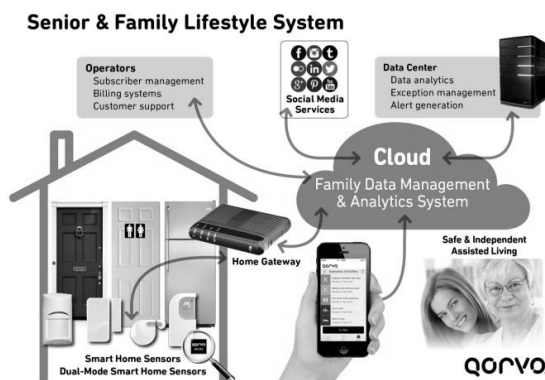 Senior & Family Lifestyle System
Operators
Subscriber management
Billing systems
Customer support
Social Media
Services
Data Center
Data analytics
Exception management
Alert generation
Cloud
Family Data Management
& Analytics System
Home Gateway
Safe & Independent
Assisted Living
Smart Home Sensors
Dual-Mode Smart Home Sensors
QORVO
QORVO